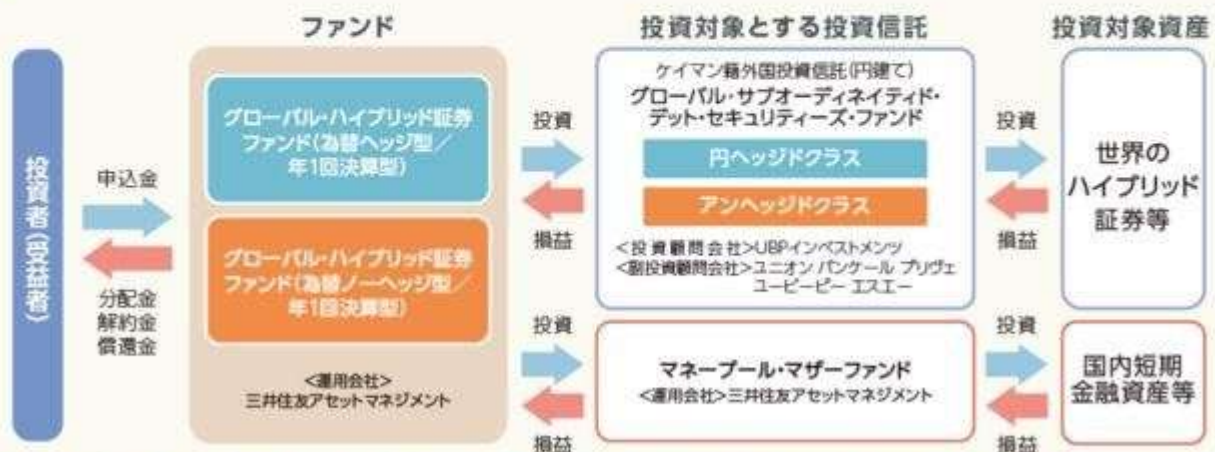 ファンド
投資対象とする投資信託
投資対象資産
投資者(受益者)
申込金
分配金
解約金
償還金
グローバル・ハイブリッド証券
ファンド(為替ヘッジ型/
年1回決算型)
グローバル・ハイブリッド証券
ファンド(為替ノーヘッジ型/
年1回決算型)
<運用会社>
三井住友アセットマネジメント
投資
損益
投資
損益
ケイマン籍外国投資信託(円建て)
グローバル・サブオーディネイティド・
デット・セキュリティーズ・ファンド
円ヘッジドクラス
アンヘッジドクラス
<投資顧問会社>UBPインベストメンツ
<副投資顧問会社>ユニオン バンケール プリヴェ
ユービーピー エスエー
マネープール・マザーファンド
<運用会社>三井住友アセットマネジメント
投資
損益
投資
損益
世界の
ハイブリッド
証券等
国内短期
金融資産等